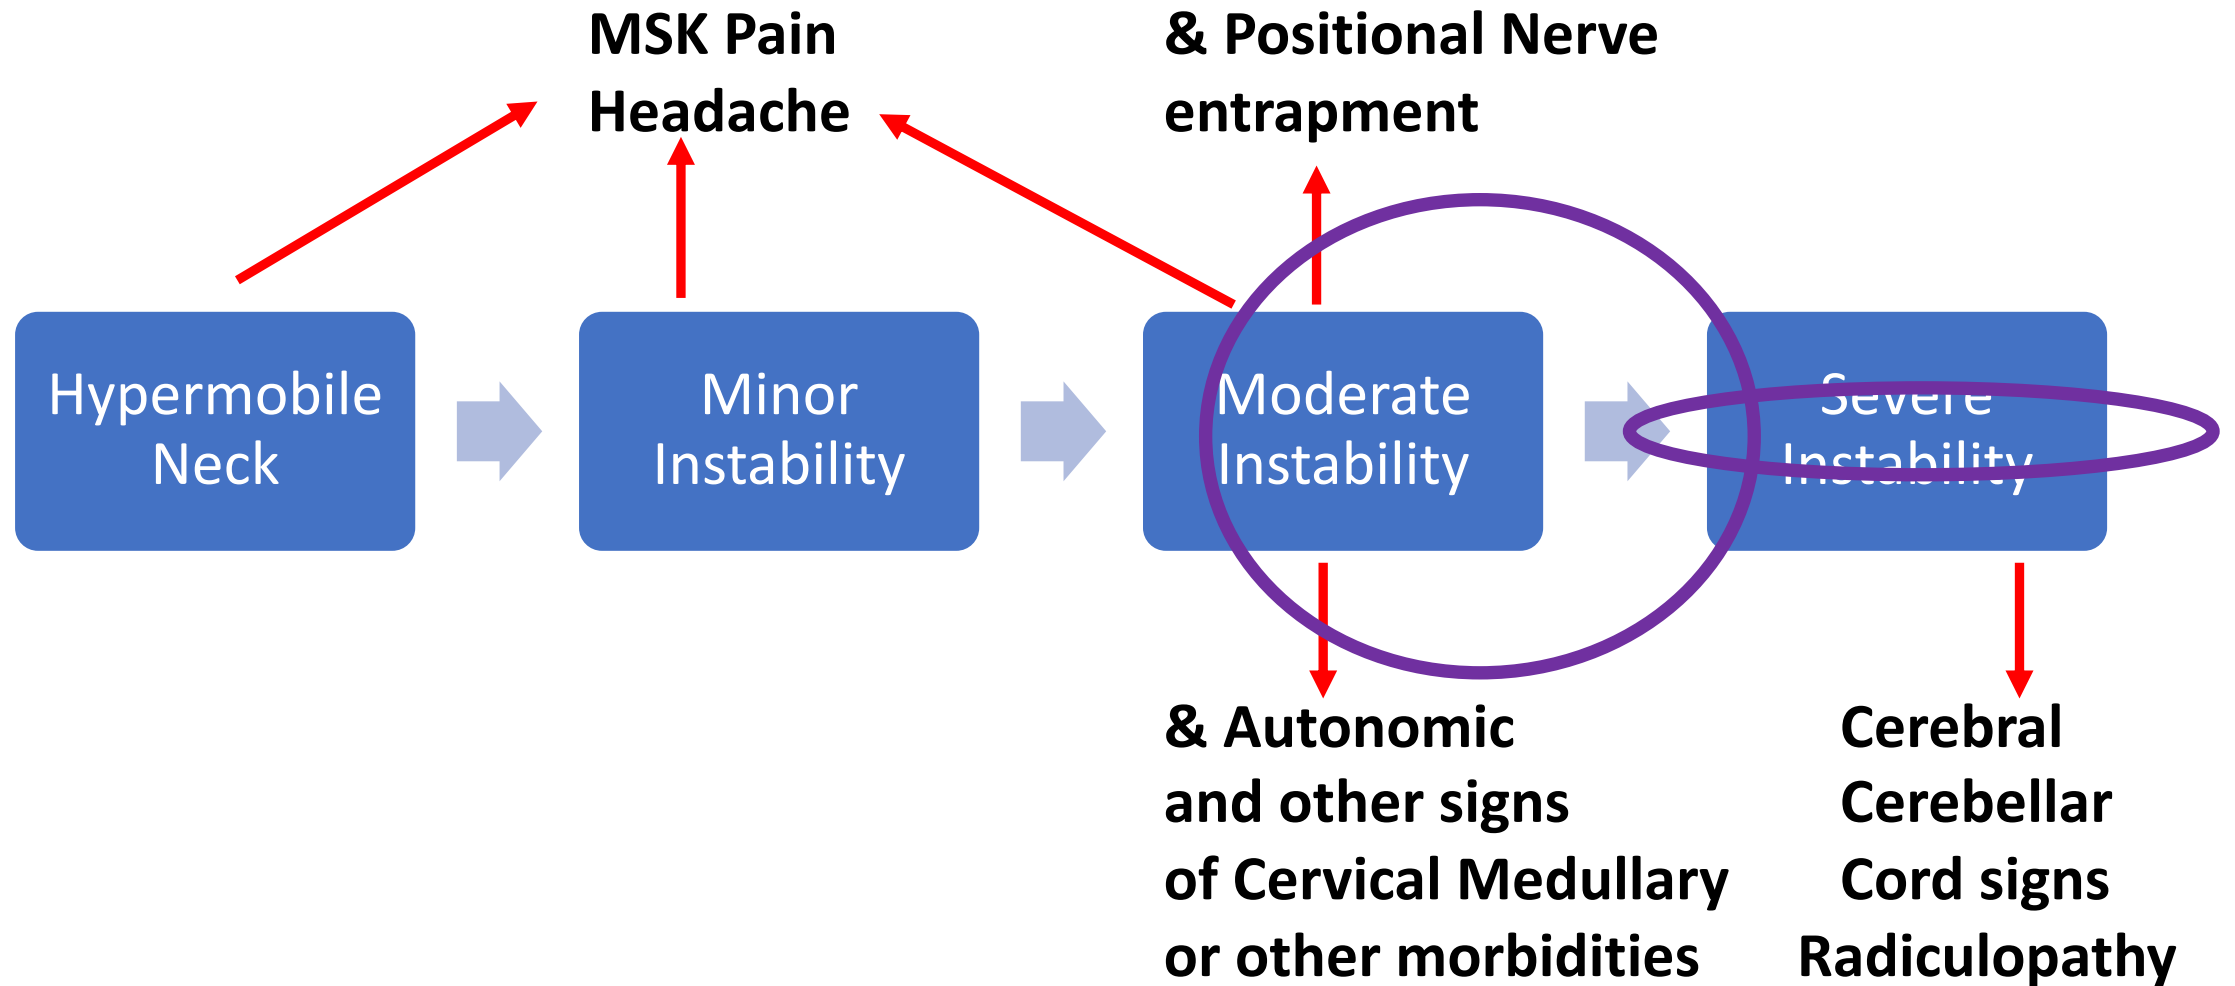 MSK Pain
Headache
& Positional Nerve
entrapment
Hypermobile
Neck
Minor
Instability
Moderate
Instability
Severe
Instability
& Autonomic
and other signs
of Cervical Medullary
or other morbidities
Cerebral
Cerebellar
Cord signs
Radiculopathy